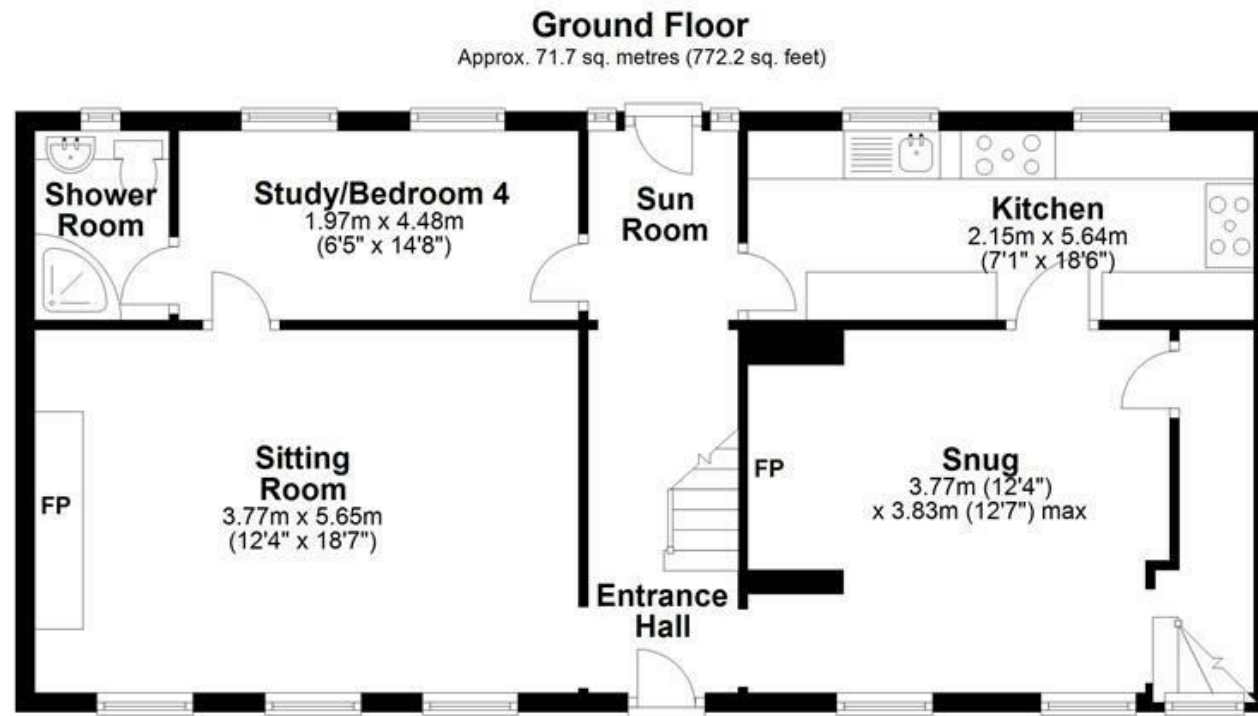 Ground Floor
Approx. 71.7 sq. metres (772.2 sq. feet)
Shower
Room
Study/Bedroom 4
1.97m x 4.48m
(6'5" x 14'8")
Sun
Room
Kitchen
2.15m x 5.64m
(7'1" x 18'6")
FP
Sitting
Room
3.77m x 5.65m
(12'4" x 18'7")
FP
Snug
3.77m (12'4")
x 3.83m (12'7") max
Entrance
Hall